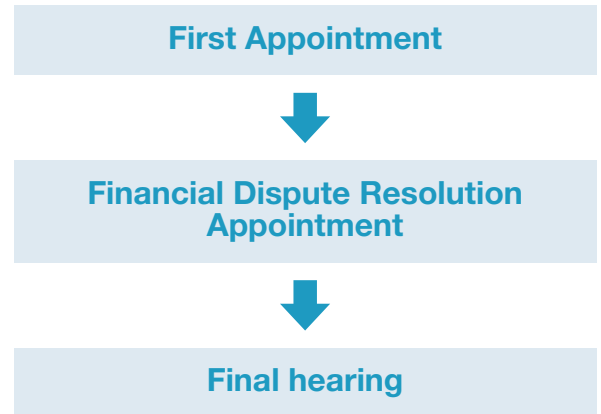 First Appointment
Financial Dispute Resolution
Appointment
Final hearing